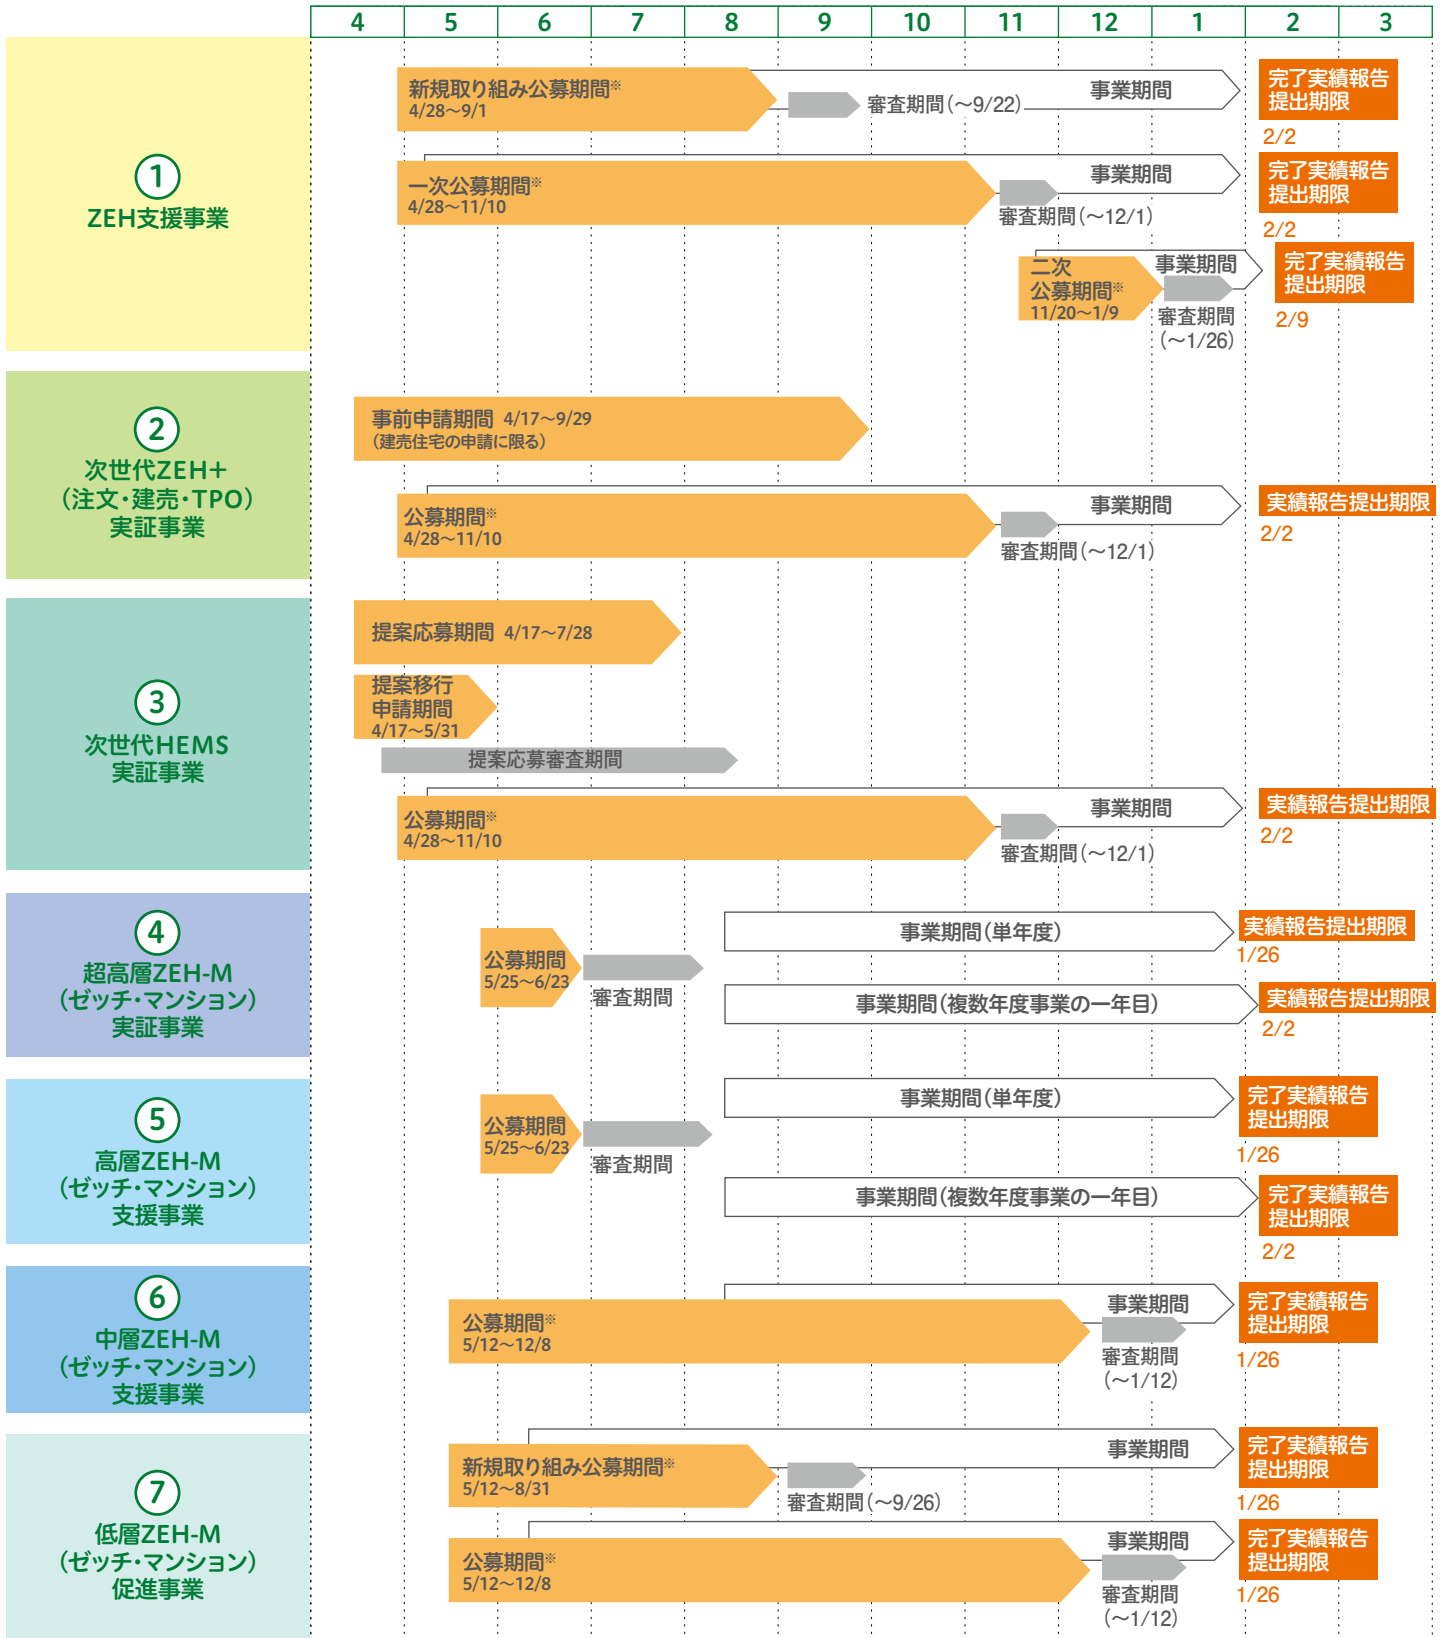 4 5 6 7 8 9 10 11 12 1 2 3
①
ZEH支援事業
新規取り組み公募期間※
4/28～9/1
審査期間（～9/22）
事業期間
完了実績報告
提出期限
2/2
一次公募期間※
4/28～11/10
審査期間（～12/1）
事業期間
完了実績報告
提出期限
2/2
二次
公募期間※
11/20～1/9
事業期間
審査期間
（～1/26）
完了実績報告
提出期限
2/9
②
次世代ZEH＋
（注文・建売・TPO）
実証事業
事前申請期間 4/17～9/29
（建売住宅の申請に限る）
公募期間※
4/28～11/10
審査期間（～12/1）
事業期間
実績報告提出期限
2/2
③
次世代HEMS
実証事業
提案応募期間 4/17～7/28
提案移行
申請期間
4/17～5/31
提案応募審査期間
公募期間※
4/28～11/10
審査期間（～12/1）
事業期間
実績報告提出期限
2/2
④
超高層ZEH-M
（ゼッチ・マンション）
実証事業
公募期間
5/25～6/23
審査期間
事業期間（単年度）
実績報告提出期限
1/26
事業期間（複数年度事業の一年目）
実績報告提出期限
2/2
⑤
高層ZEH-M
（ゼッチ・マンション）
支援事業
公募期間
5/25～6/23
審査期間
事業期間（単年度）
完了実績報告
提出期限
1/26
事業期間（複数年度事業の一年目）
完了実績報告
提出期限
2/2
⑥
中層ZEH-M
（ゼッチ・マンション）
支援事業
公募期間※
5/12～12/8
事業期間
審査期間
（～1/12）
完了実績報告
提出期限
1/26
⑦
低層ZEH-M
（ゼッチ・マンション）
促進事業
新規取り組み公募期間※
5/12～8/31
審査期間（～9/26）
事業期間
完了実績報告
提出期限
1/26
公募期間※
5/12～12/8
事業期間
審査期間
（～1/12）
完了実績報告
提出期限
1/26